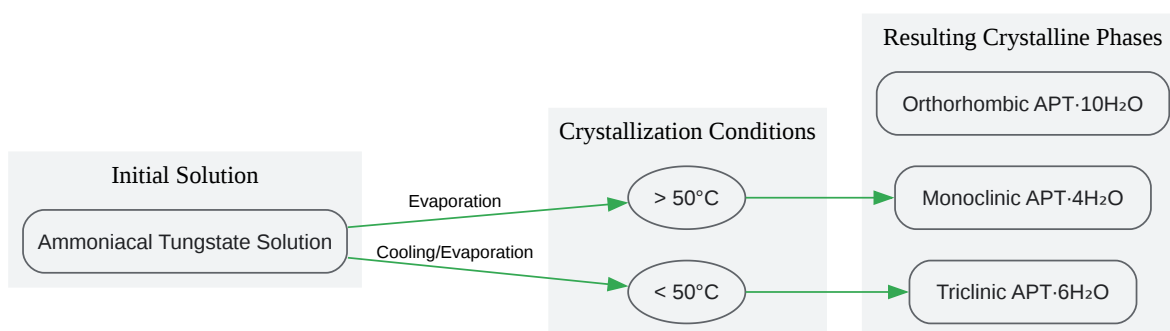 Initial Solution
Ammoniacal Tungstate Solution
Evaporation
Cooling/Evaporation
Crystallization Conditions
> 50°C
< 50°C
Resulting Crystalline Phases
Orthorhombic APT·10H₂O
Monoclinic APT·4H₂O
Triclinic APT·6H₂O